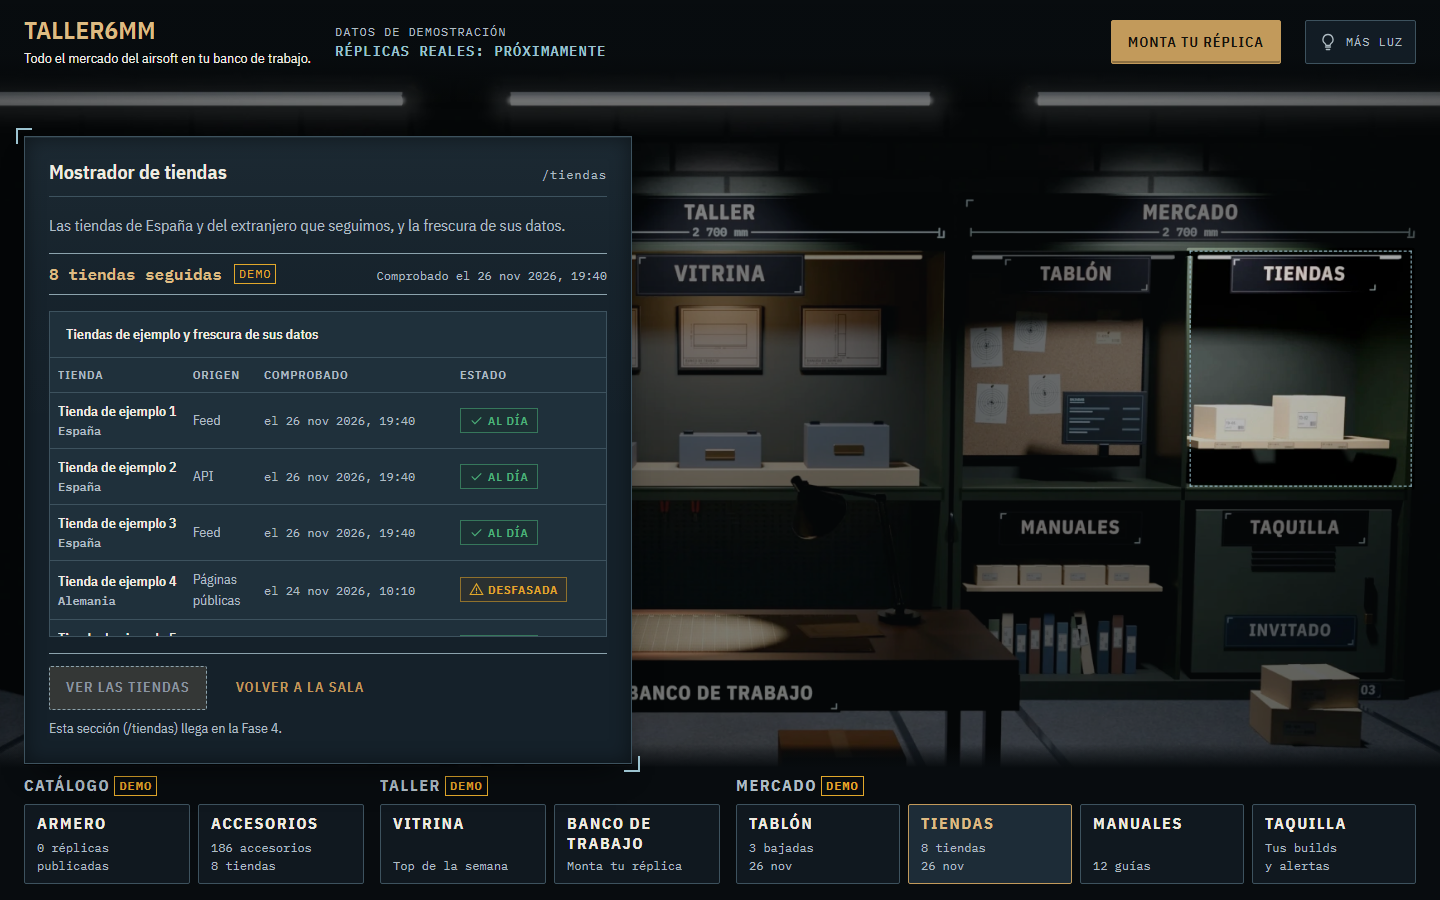 TALLER6MM
Todo el mercado del airsoft en tu banco de trabajo.
DATOS DE DEMOSTRACIÓN
RÉPLICAS REALES: PRÓXIMAMENTE
MONTA TU RÉPLICA
MÁS LUZ
Mostrador de tiendas
/tiendas
Las tiendas de España y del extranjero que seguimos, y la frescura de sus datos.
8 tiendas seguidas DEMO
Comprobado el 26 nov 2026, 19:40
Tiendas de ejemplo y frescura de sus datos
TIENDA ORIGEN COMPROBADO ESTADO
Tienda de ejemplo 1
España
Feed
el 26 nov 2026, 19:40
AL DÍA
Tienda de ejemplo 2
España
API
el 26 nov 2026, 19:40
AL DÍA
Tienda de ejemplo 3
España
Feed
el 26 nov 2026, 19:40
AL DÍA
Tienda de ejemplo 4
Alemania
Páginas
públicas
el 24 nov 2026, 10:10
DESFASADA
VER LAS TIENDAS
VOLVER A LA SALA
Esta sección (/tiendas) llega en la Fase 4.
TALLER
2 700 mm
MERCADO
2 700 mm
VITRINA
TABLÓN
TIENDAS
MANUALES
TAQUILLA
INVITADO
BANCO DE TRABAJO
03
CATÁLOGO DEMO
ARMERO
0 réplicas
publicadas
ACCESORIOS
186 accesorios
8 tiendas
TALLER DEMO
VITRINA
Top de la semana
BANCO DE
TRABAJO
Monta tu réplica
MERCADO DEMO
TABLÓN
3 bajadas
26 nov
TIENDAS
8 tiendas
26 nov
MANUALES
12 guías
TAQUILLA
Tus builds
y alertas